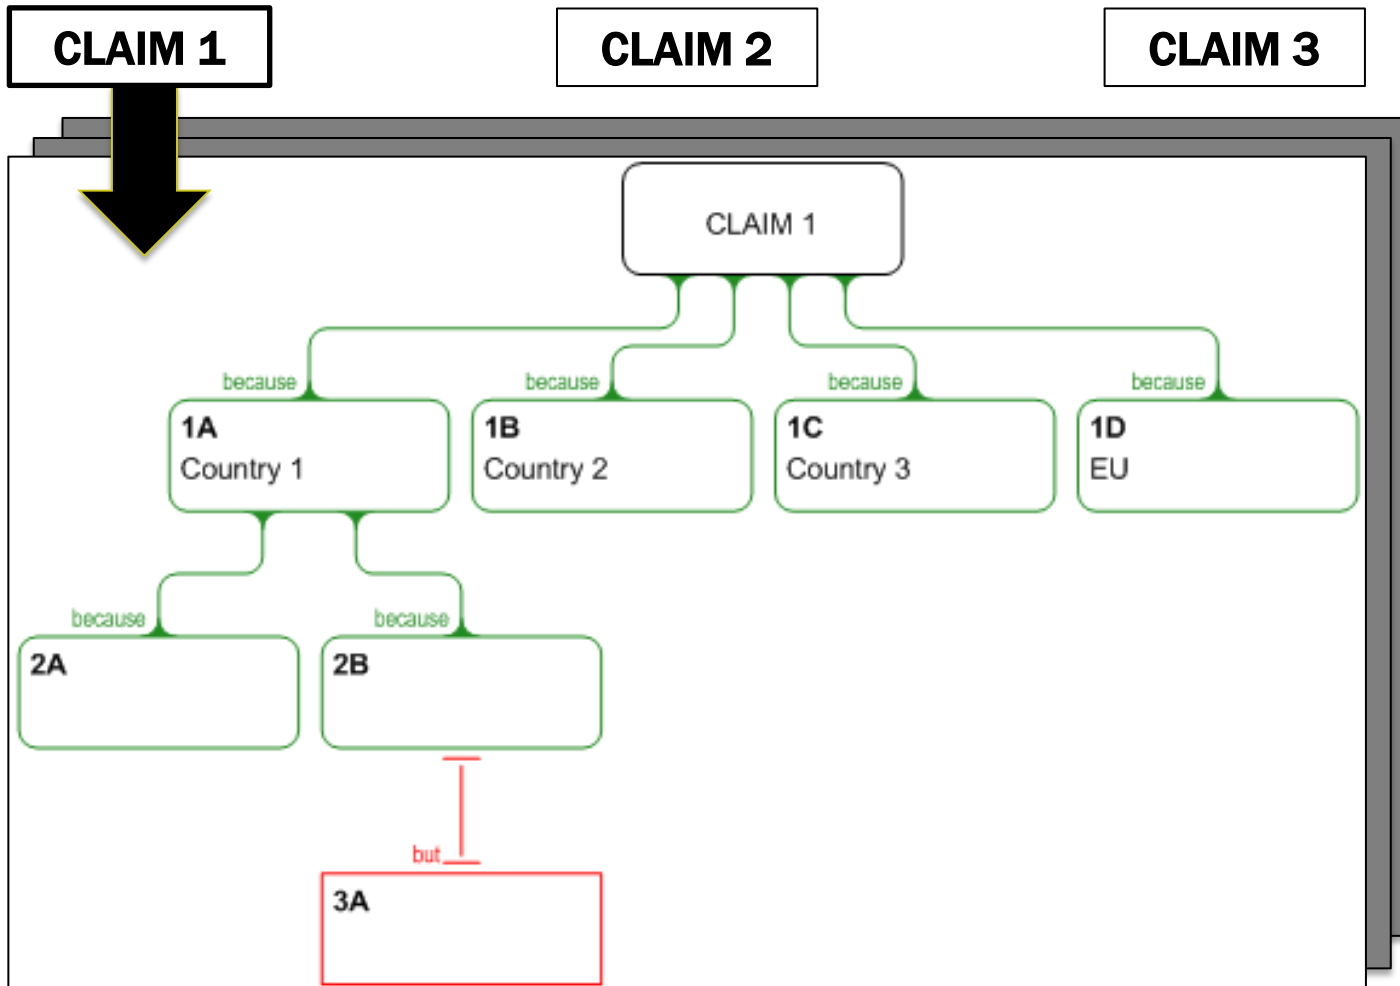 CLAIM 1
CLAIM 2
CLAIM 3
CLAIM 1
because
because
because
because
1A
Country 1
1B
Country 2
1C
Country 3
1D
EU
because
because
2A
2B
but
3A